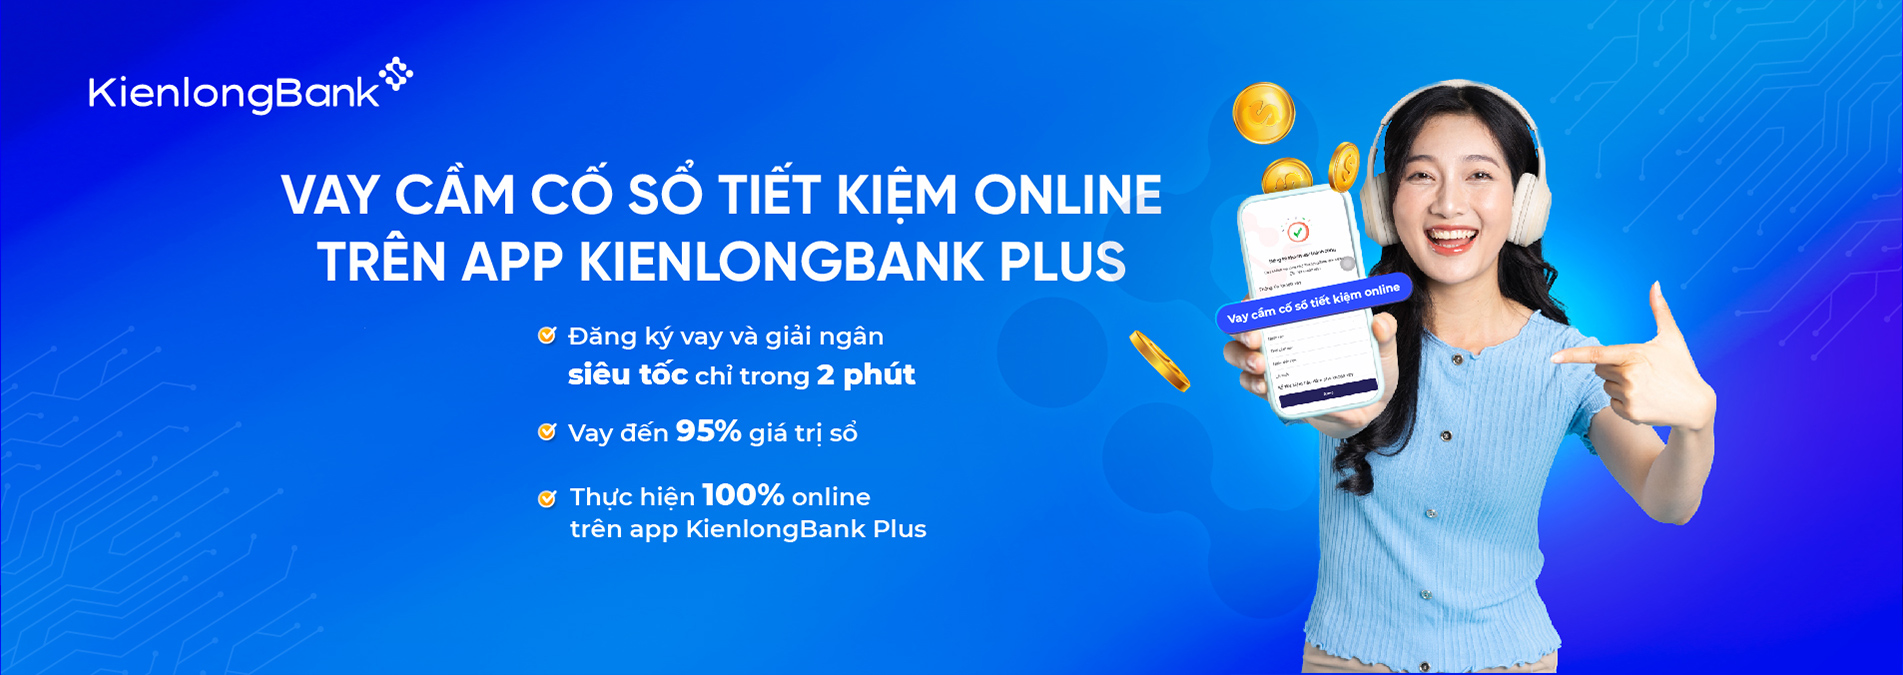 KienlongBank
VAY CẦM CỐ SỔ TIẾT KIỆM ONLINE
TRÊN APP KIENLONGBANK PLUS
Đăng ký vay và giải ngân
siêu tốc chỉ trong 2 phút
Vay đến 95% giá trị sổ
Thực hiện 100% online
trên app KienlongBank Plus
Vay cầm cố sổ tiết kiệm online